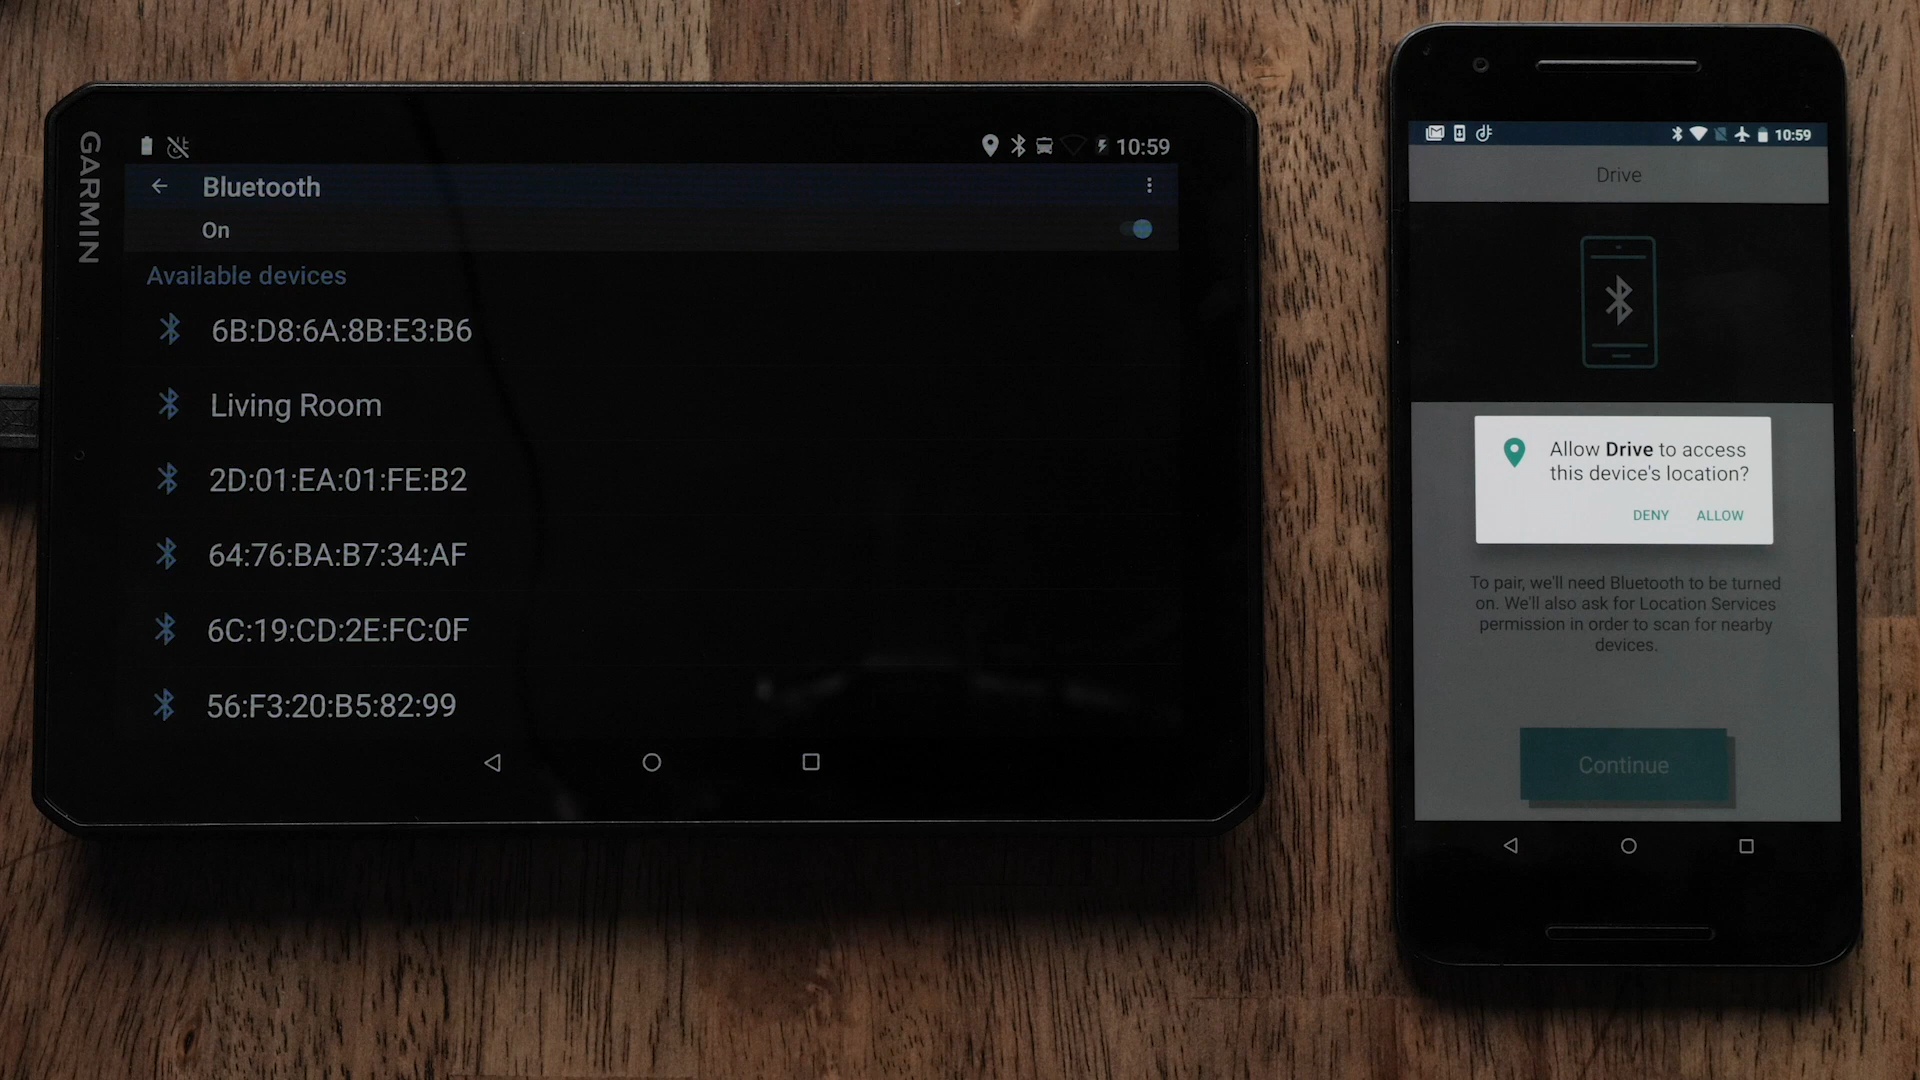 GARMIN
10:59
Bluetooth
On
Available devices
6B:D8:6A:8B:E3:B6
Living Room
2D:01:EA:01:FE:B2
64:76:BA:B7:34:AF
6C:19:CD:2E:FC:0F
56:F3:20:B5:82:99
10:59
Drive
Allow Drive to access
this device's location?
DENY ALLOW
To pair, we'll need Bluetooth to be turned
on. We'll also ask for Location Services
permission in order to scan for nearby
devices.
Continue